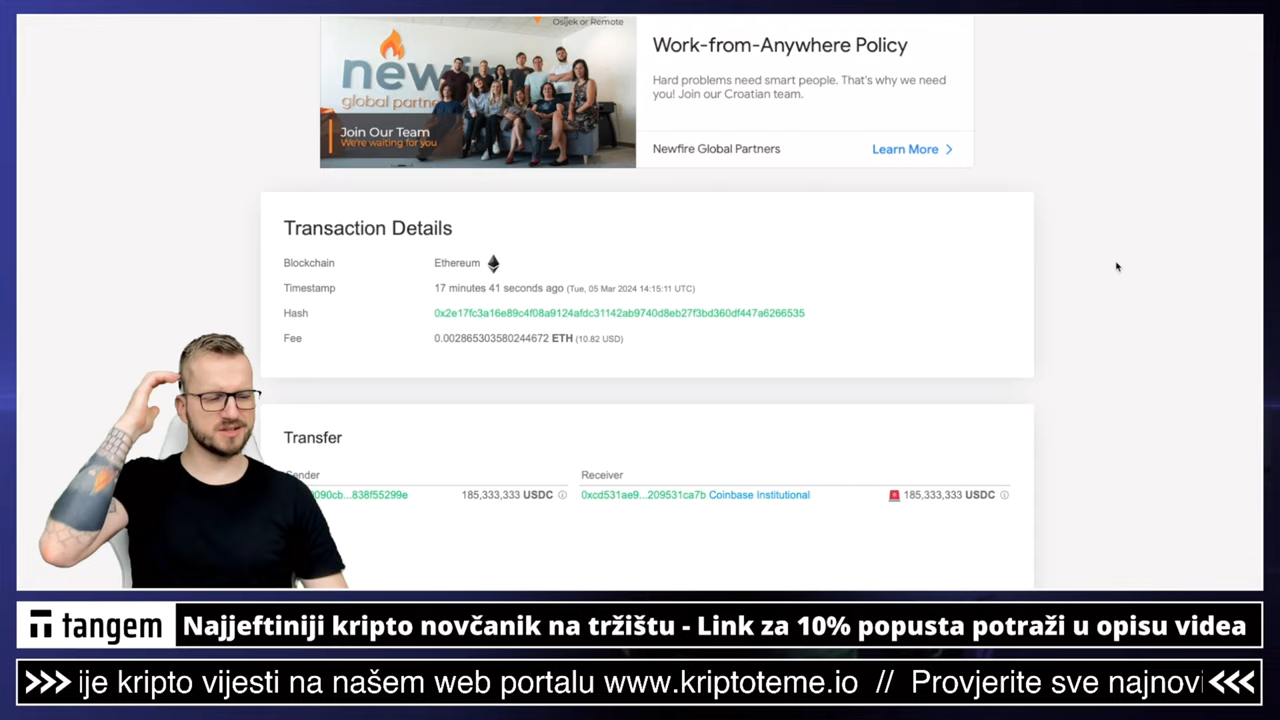 Osijek or Remote
newfi
global partne
Join Our Team
We're waiting for you
Work-from-Anywhere Policy
Hard problems need smart people. That's why we need
you! Join our Croatian team.
Newfire Global Partners
Learn More
Transaction Details
Blockchain Ethereum
Timestamp 17 minutes 41 seconds ago (Tue, 05 Mar 2024 14:15:11 UTC)
Hash 0x2e17fc3a16e89c4f08a9124afdc31142ab9740d8eb27f3bd360df447a6266535
Fee 0.002865303580244672 ETH (10.82 USD)
Transfer
Sender Receiver
090cb...838f55299e 185,333,333 USDC 0xcd531ae9...209531ca7b Coinbase Institutional 185,333,333 USDC
tangem Najjeftiniji kripto novčanik na tržištu - Link za 10% popusta potraži u opisu videa
>>> ije kripto vijesti na našem web portalu www.kriptoteme.io // Provjerite sve najnovi <<<